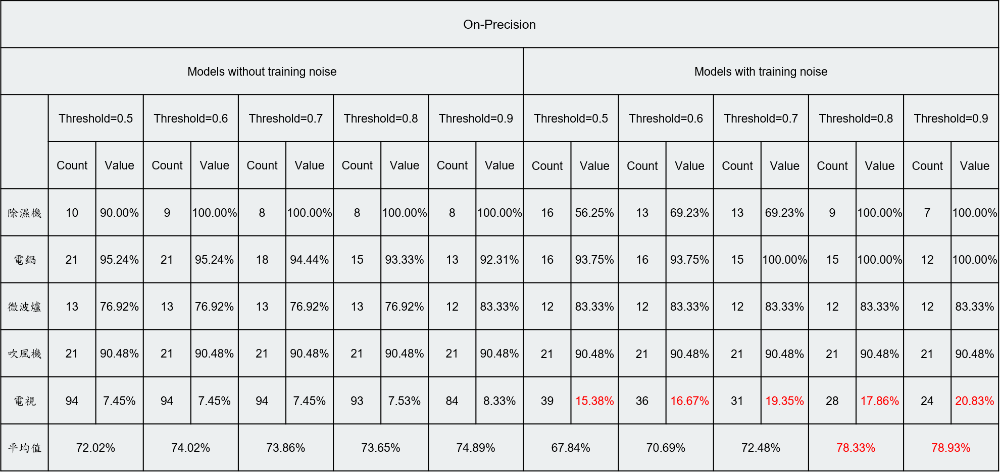 On-Precision
Models without training noise Models with training noise
Threshold=0.5 Threshold=0.6 Threshold=0.7 Threshold=0.8 Threshold=0.9 Threshold=0.5 Threshold=0.6 Threshold=0.7 Threshold=0.8 Threshold=0.9
Count Value Count Value Count Value Count Value Count Value Count Value Count Value Count Value Count Value Count Value
除濕機 10 90.00% 9 100.00% 8 100.00% 8 100.00% 8 100.00% 16 56.25% 13 69.23% 13 69.23% 9 100.00% 7 100.00%
電鍋 21 95.24% 21 95.24% 18 94.44% 15 93.33% 13 92.31% 16 93.75% 16 93.75% 15 100.00% 15 100.00% 12 100.00%
微波爐 13 76.92% 13 76.92% 13 76.92% 13 76.92% 12 83.33% 12 83.33% 12 83.33% 12 83.33% 12 83.33% 12 83.33%
吹風機 21 90.48% 21 90.48% 21 90.48% 21 90.48% 21 90.48% 21 90.48% 21 90.48% 21 90.48% 21 90.48% 21 90.48%
電視 94 7.45% 94 7.45% 94 7.45% 93 7.53% 84 8.33% 39 15.38% 36 16.67% 31 19.35% 28 17.86% 24 20.83%
平均值 72.02% 74.02% 73.86% 73.65% 74.89% 67.84% 70.69% 72.48% 78.33% 78.93%